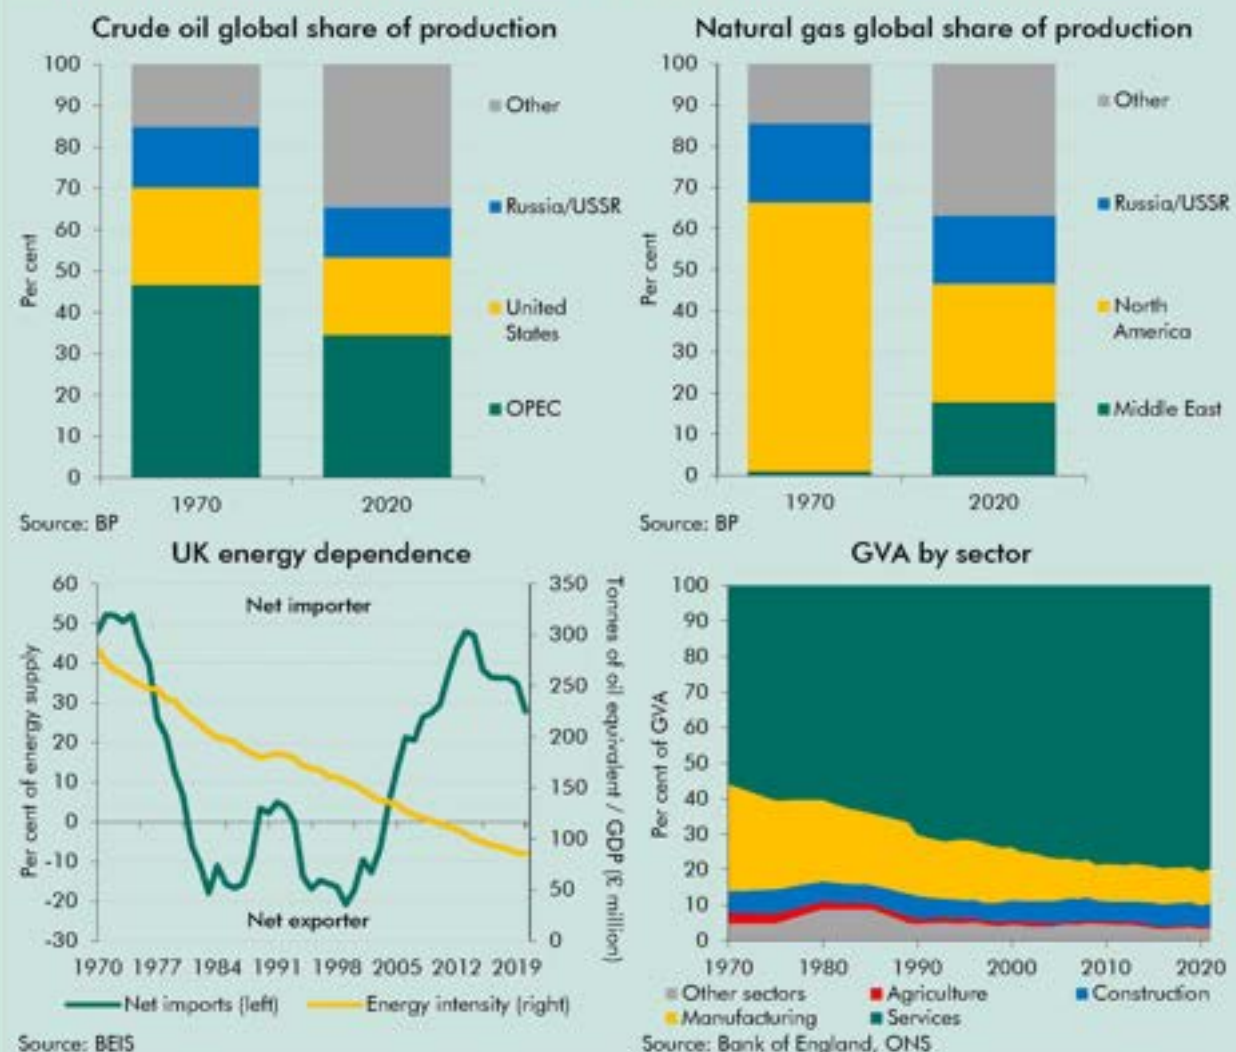 Crude oil global share of production
100
90
80
70
60
50
40
30
20
10
0
Per cent
1970
2020
Other
Russia/USSR
United
States
OPEC
Source: BP
Natural gas global share of production
100
90
80
70
60
50
40
30
20
10
0
Per cent
1970
2020
Other
Russia/USSR
North
America
Middle East
Source: BP
UK energy dependence
60
50
40
30
20
10
0
-10
-20
-30
Per cent of energy supply
Net importer
Net exporter
350
300
250
200
150
100
50
0
Tonnes of oil equivalent / GDP (£ million)
1970 1977 1984 1991 1998 2005 2012 2019
Net imports (left)
Energy intensity (right)
Source: BEIS
GVA by sector
100
90
80
70
60
50
40
30
20
10
0
Per cent of GVA
1970 1980 1990 2000 2010 2020
Other sectors
Agriculture
Construction
Manufacturing
Services
Source: Bank of England, ONS